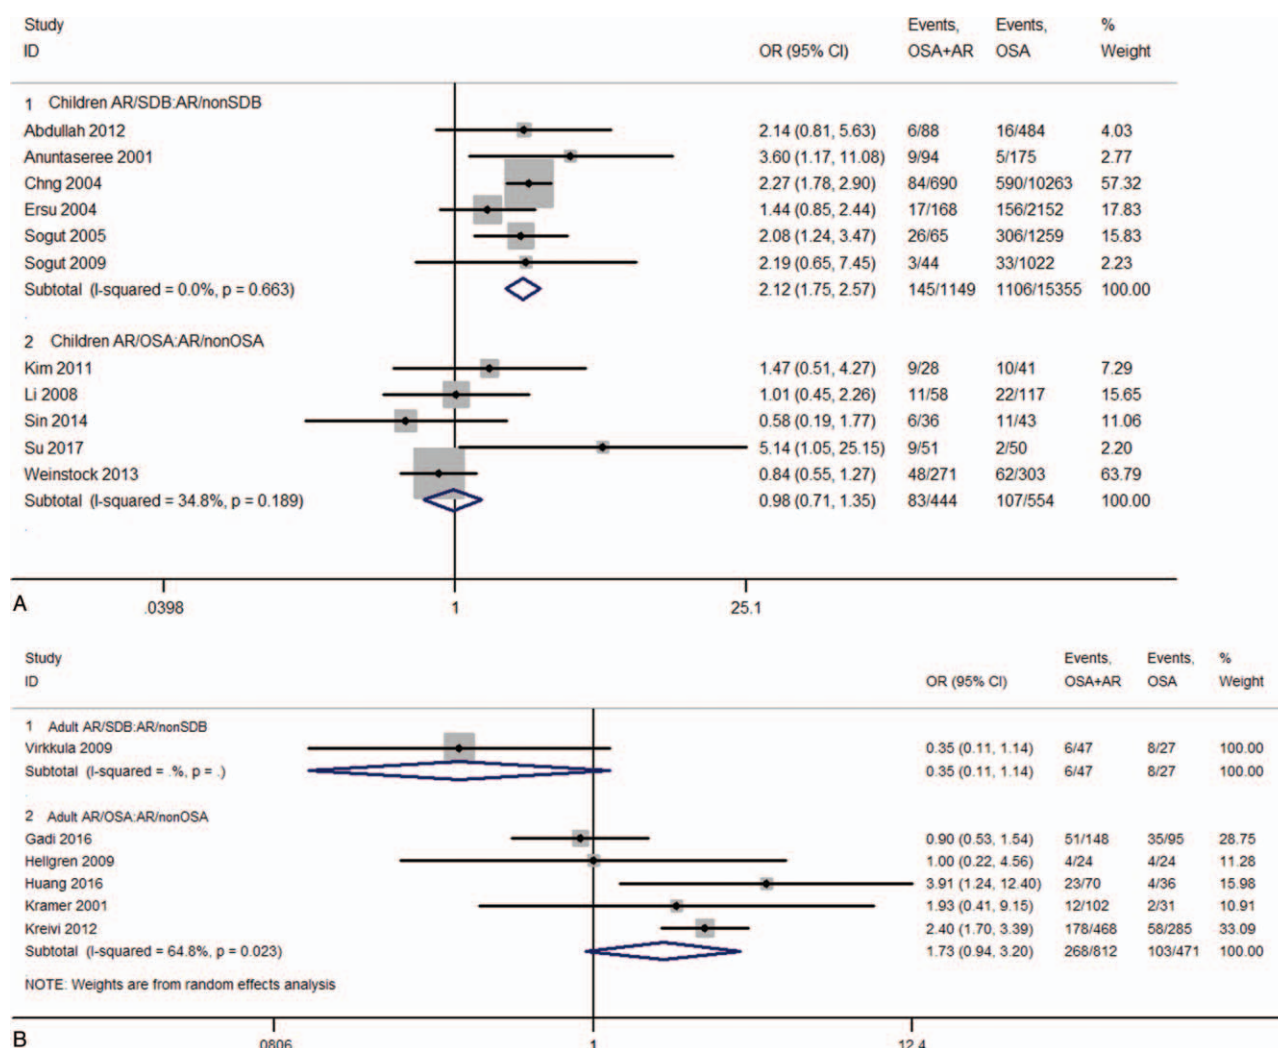 Study Events, Events, %
ID OR (95% CI) OSA+AR OSA Weight
1 Children AR/SDB:AR/nonSDB
Abdullah 2012 2.14 (0.81, 5.63) 6/88 16/484 4.03
Anuntaseree 2001 3.60 (1.17, 11.08) 9/94 5/175 2.77
Chng 2004 2.27 (1.78, 2.90) 84/690 590/10263 57.32
Ersu 2004 1.44 (0.85, 2.44) 17/168 156/2152 17.83
Sogut 2005 2.08 (1.24, 3.47) 26/65 306/1259 15.83
Sogut 2009 2.19 (0.65, 7.45) 3/44 33/1022 2.23
Subtotal (I-squared = 0.0%, p = 0.663) 2.12 (1.75, 2.57) 145/1149 1106/15355 100.00
.
2 Children AR/OSA:AR/nonOSA
Kim 2011 1.47 (0.51, 4.27) 9/28 10/41 7.29
Li 2008 1.01 (0.45, 2.26) 11/58 22/117 15.65
Sin 2014 0.58 (0.19, 1.77) 6/36 11/43 11.06
Su 2017 5.14 (1.05, 25.15) 9/51 2/50 2.20
Weinstock 2013 0.84 (0.55, 1.27) 48/271 62/303 63.79
Subtotal (I-squared = 34.8%, p = 0.189) 0.98 (0.71, 1.35) 83/444 107/554 100.00
.
A
.0398 1 25.1
Study Events, Events, %
ID OR (95% CI) OSA+AR OSA Weight
1 Adult AR/SDB:AR/nonSDB
Virkkula 2009 0.35 (0.11, 1.14) 6/47 8/27 100.00
Subtotal (I-squared = .%, p = .) 0.35 (0.11, 1.14) 6/47 8/27 100.00
.
2 Adult AR/OSA:AR/nonOSA
Gadi 2016 0.90 (0.53, 1.54) 51/148 35/95 28.75
Hellgren 2009 1.00 (0.22, 4.56) 4/24 4/24 11.28
Huang 2016 3.91 (1.24, 12.40) 23/70 4/36 15.98
Kramer 2001 1.93 (0.41, 9.15) 12/102 2/31 10.91
Kreivi 2012 2.40 (1.70, 3.39) 178/468 58/285 33.09
Subtotal (I-squared = 64.8%, p = 0.023) 1.73 (0.94, 3.20) 268/812 103/471 100.00
NOTE: Weights are from random effects analysis
B
.0806 1 12.4